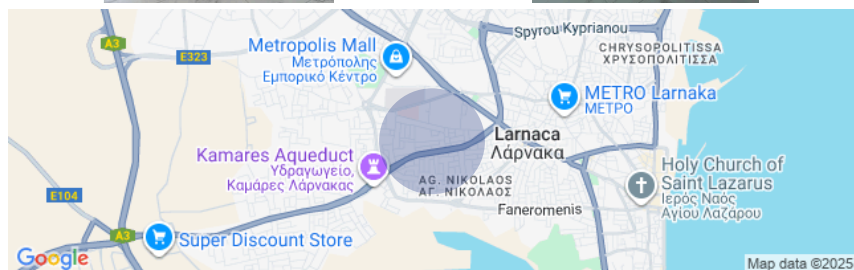 Spyrou Kyprianou
A3
Metropolis Mall
Μετρόπολης
Εμπορικό Κέντρο
E323
CHRYSOPOLITISSA
ΧΡΥΣΟΠΟΛΙΤΙΣΣΑ
METRO Larnaka
ΜΕΤΡΟ
Larnaca
Λάρνακα
Kamares Aqueduct
Υδραγωγείο,
Καμάρες Λάρνακας
AG. NIKOLAOS
ΑΓ. ΝΙΚΟΛΑΟΣ
Holy Church of
Saint Lazarus
Ιερός Ναός
Αγίου Λαζάρου
E104
Faneromenis
A3
Super Discount Store
Google
Map data ©2025